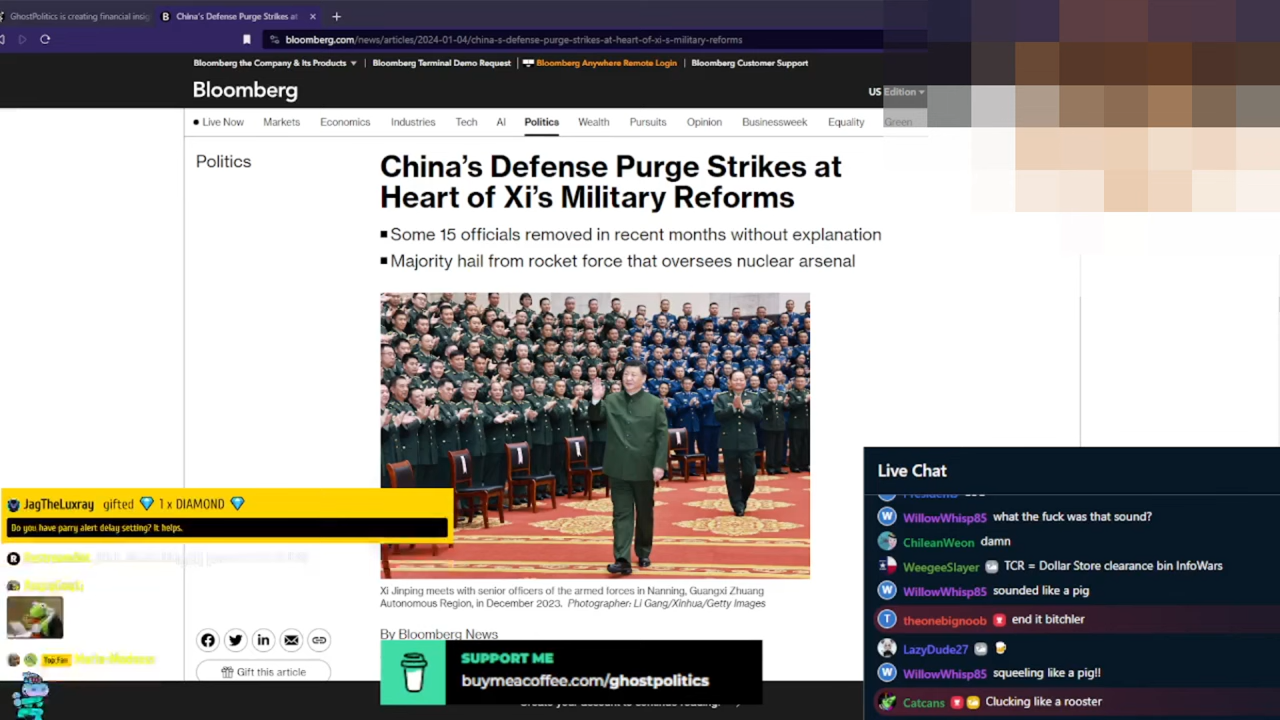 GhostPolitics is creating financial insig
B China's Defense Purge Strikes at
bloomberg.com/news/articles/2024-01-04/china-s-defense-purge-strikes-at-heart-of-xi-s-military-reforms
Bloomberg the Company & Its Products ▾ | Bloomberg Terminal Demo Request | Bloomberg Anywhere Remote Login | Bloomberg Customer Support
Bloomberg
US Edition ▾
• Live Now Markets Economics Industries Tech AI Politics Wealth Pursuits Opinion Businessweek Equality Green
Politics
China's Defense Purge Strikes at
Heart of Xi's Military Reforms
■ Some 15 officials removed in recent months without explanation
■ Majority hail from rocket force that oversees nuclear arsenal
Xi Jinping meets with senior officers of the armed forces in Nanning, Guangxi Zhuang
Autonomous Region, in December 2023. Photographer: Li Gang/Xinhua/Getty Images
By Bloomberg News
Gift this article
JagTheLuxray gifted 1 x DIAMOND
Do you have parry alert delay setting? It helps.
Top Fan
SUPPORT ME
buymeacoffee.com/ghostpolitics
Create your account to continue reading.
Live Chat
WillowWhisp85 what the fuck was that sound?
ChileanWeon damn
WeegeeSlayer TCR = Dollar Store clearance bin InfoWars
WillowWhisp85 sounded like a pig
theonebignoob end it bitchler
LazyDude27 🍺
WillowWhisp85 squeeling like a pig!!
Catcans Clucking like a rooster